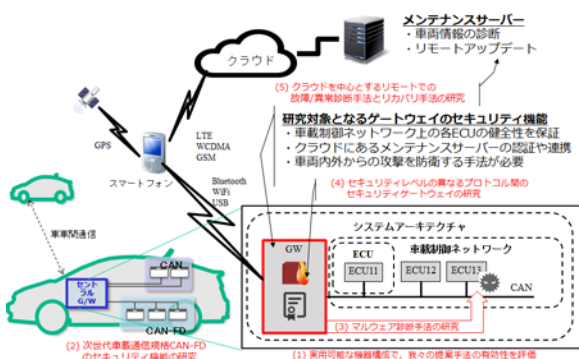 メンテナンスサーバー
・車両情報の診断
・リモートアップデート
クラウド
(5) クラウドを中心とするリモートでの
故障/異常診断手法とリカバリ手法の研究
研究対象となるゲートウェイのセキュリティ機能
・車載制御ネットワーク上の各ECUの健全性を保証
・クラウドにあるメンテナンスサーバーの認証や連携
・車両内外からの攻撃を防衛する手法が必要
LTE
WCDMA
GSM
GPS
スマートフォン
Bluetooth
WiFi
USB
(4) セキュリティレベルの異なるプロトコル間の
セキュリティゲートウェイの研究
車車間通信
システムアーキテクチャ
GW
ECU
車載制御ネットワーク
ECU11
ECU12
ECU13
CAN
CAN
セント
ラル
G/W
CAN-FD
(3) マルウェア診断手法の研究
(2) 次世代車載通信規格CAN-FD
のセキュリティ機能の研究
(1) 実用可能な機器構成で、我々の提案手法の有効性を評価